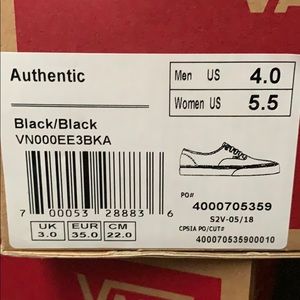 Authentic
Men US 4.0
Women US 5.5
Black/Black
VN000EE3BKA
PO# 4000705359
7 00053 28883 6
S2V-05/18
UK EUR CM
3.0 35.0 22.0
CPSIA PO/CUT#
400070535900010